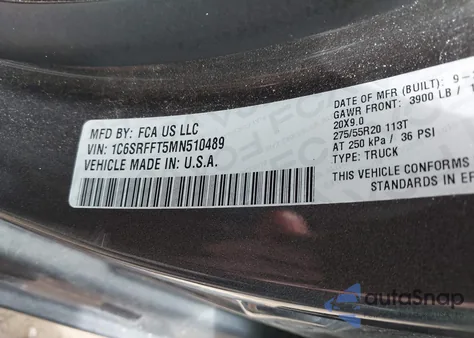 MFD BY: FCA US LLC
VIN: 1C6SRFFT5MN510489
VEHICLE MADE IN: U.S.A.
DATE OF MFR (BUILT): 9-
GAWR FRONT: 3900 LB /
20X9.0
275/55R20 113T
AT 250 kPa / 36 PSI
TYPE: TRUCK
THIS VEHICLE CONFORMS
STANDARDS IN
autoSnap